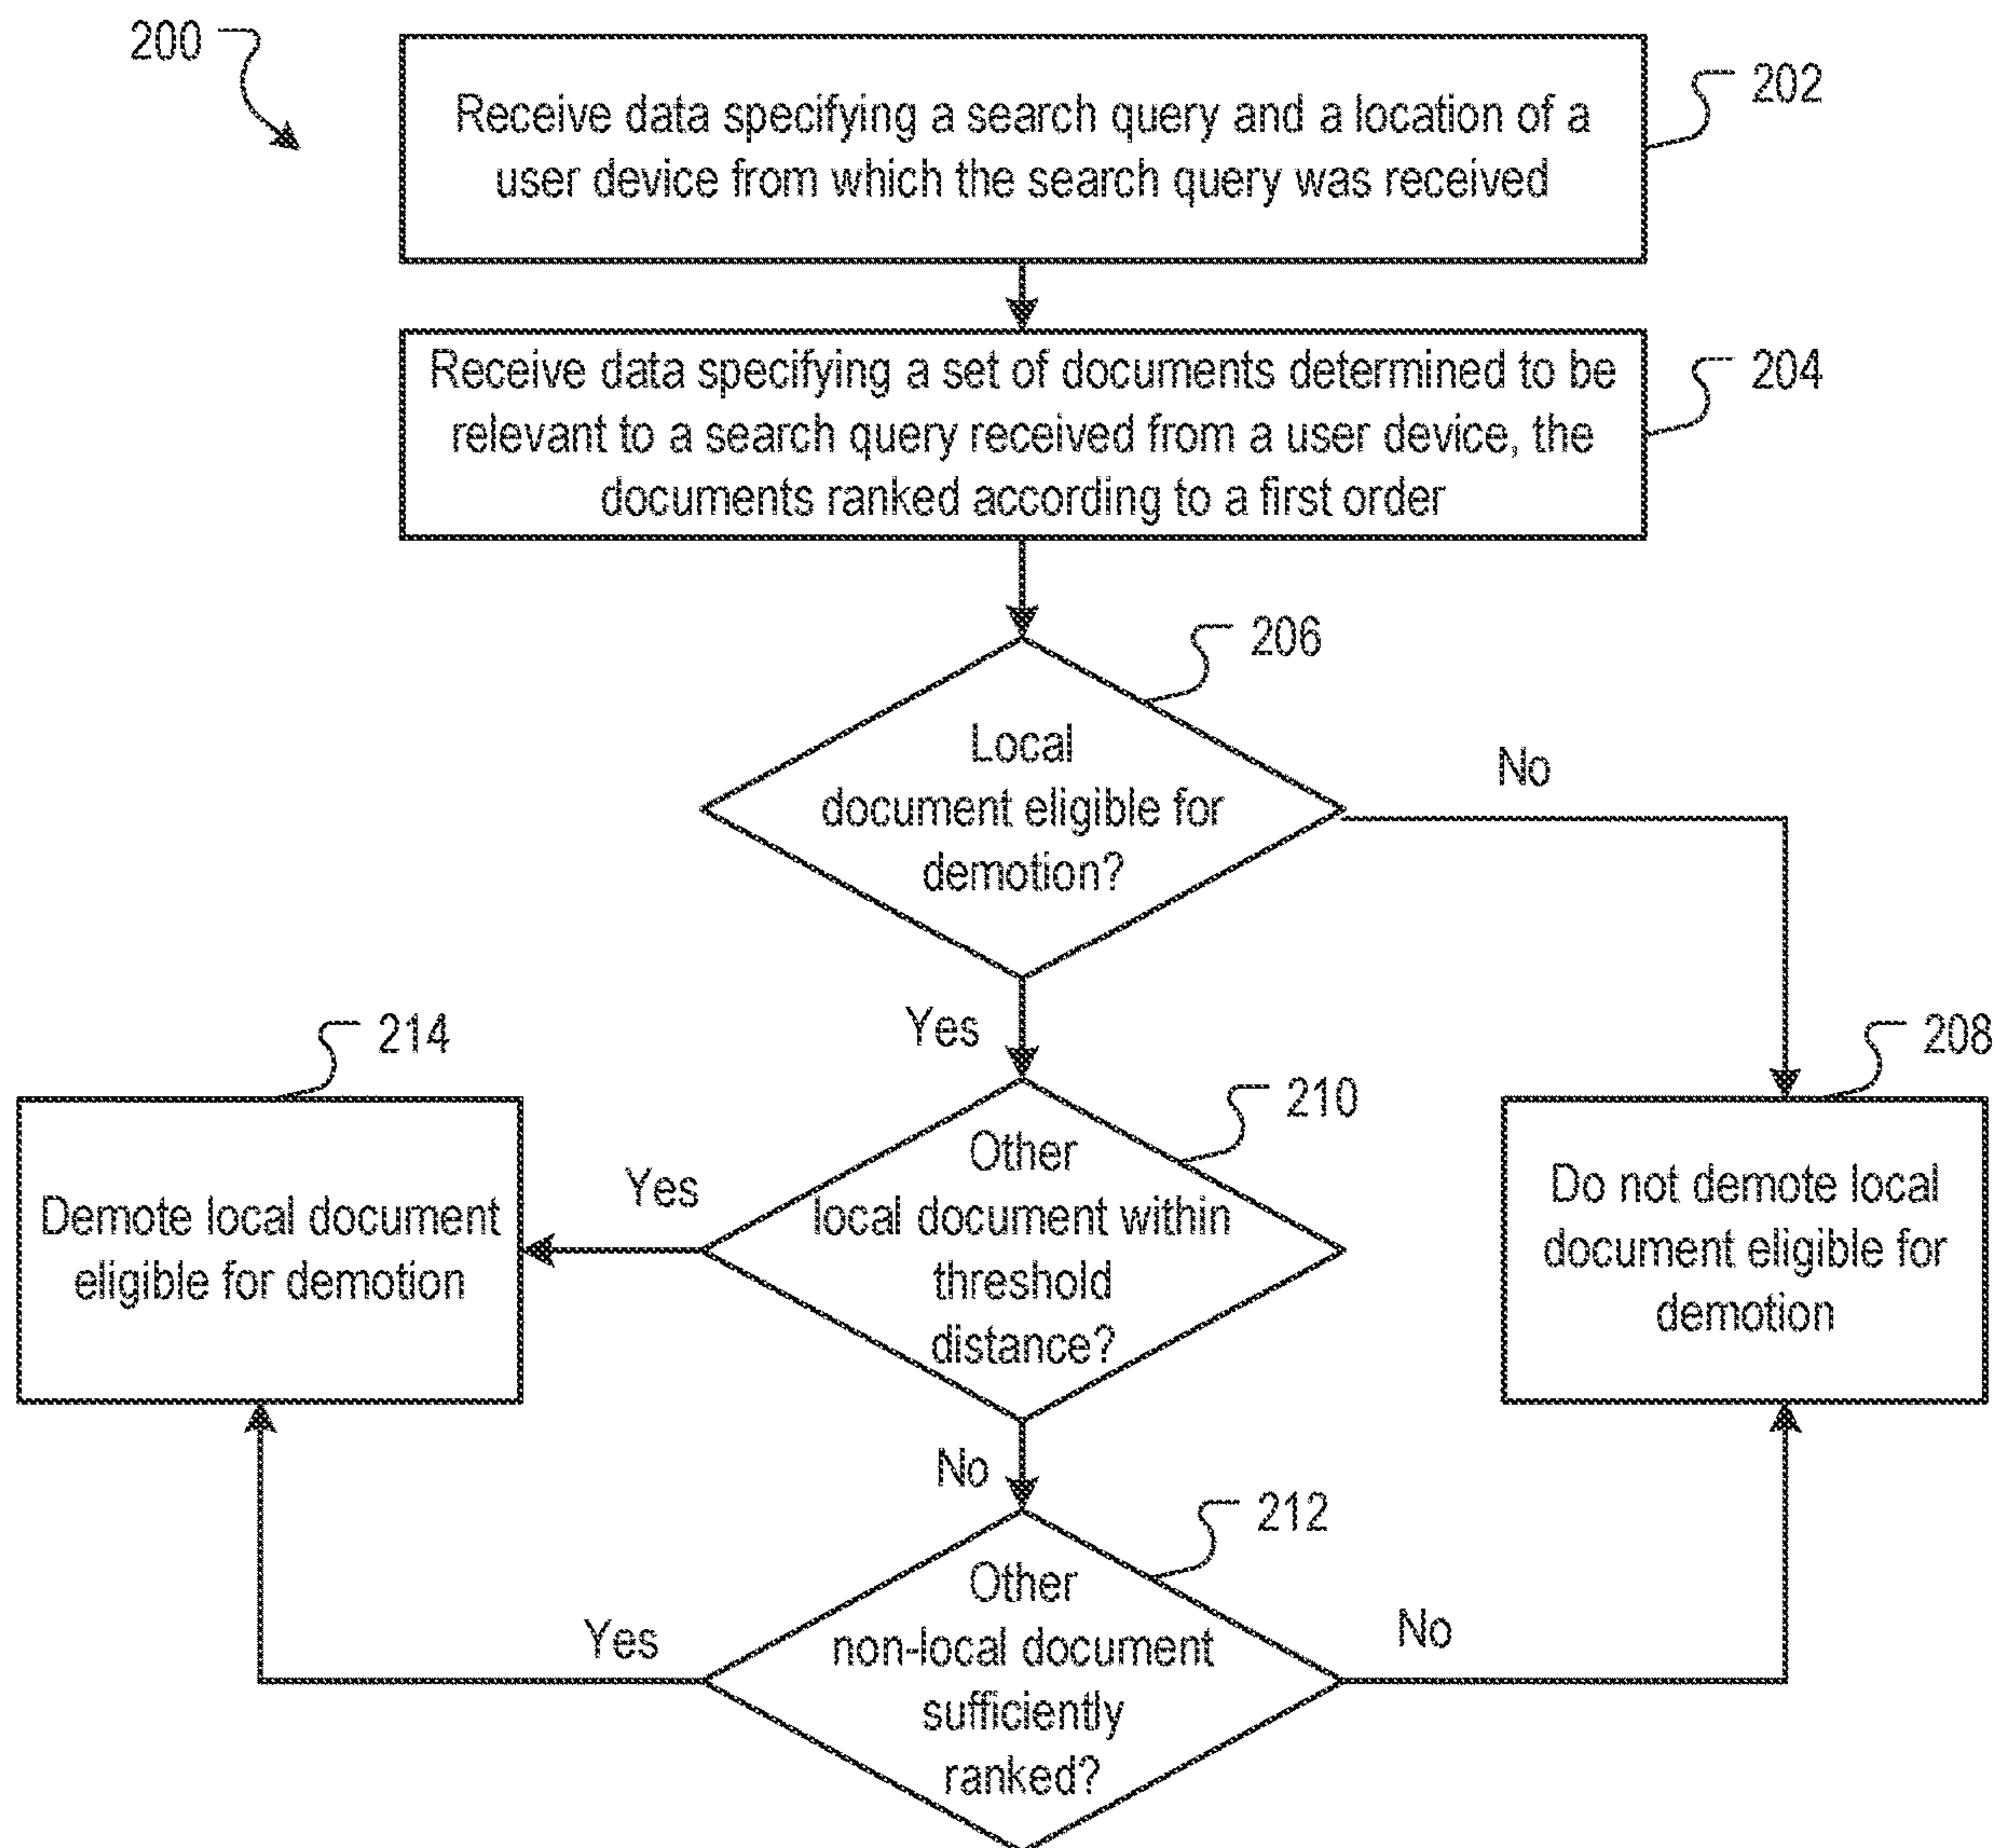 200
Receive data specifying a search query and a location of a
user device from which the search query was received
202
Receive data specifying a set of documents determined to be
relevant to a search query received from a user device, the
documents ranked according to a first order
204
206
Local
document eligible for
demotion?
No
Yes
214
Demote local document
eligible for demotion
Yes
210
Other
local document within
threshold
distance?
208
Do not demote local
document eligible for
demotion
No
212
Other
non-local document
sufficiently
ranked?
Yes
No